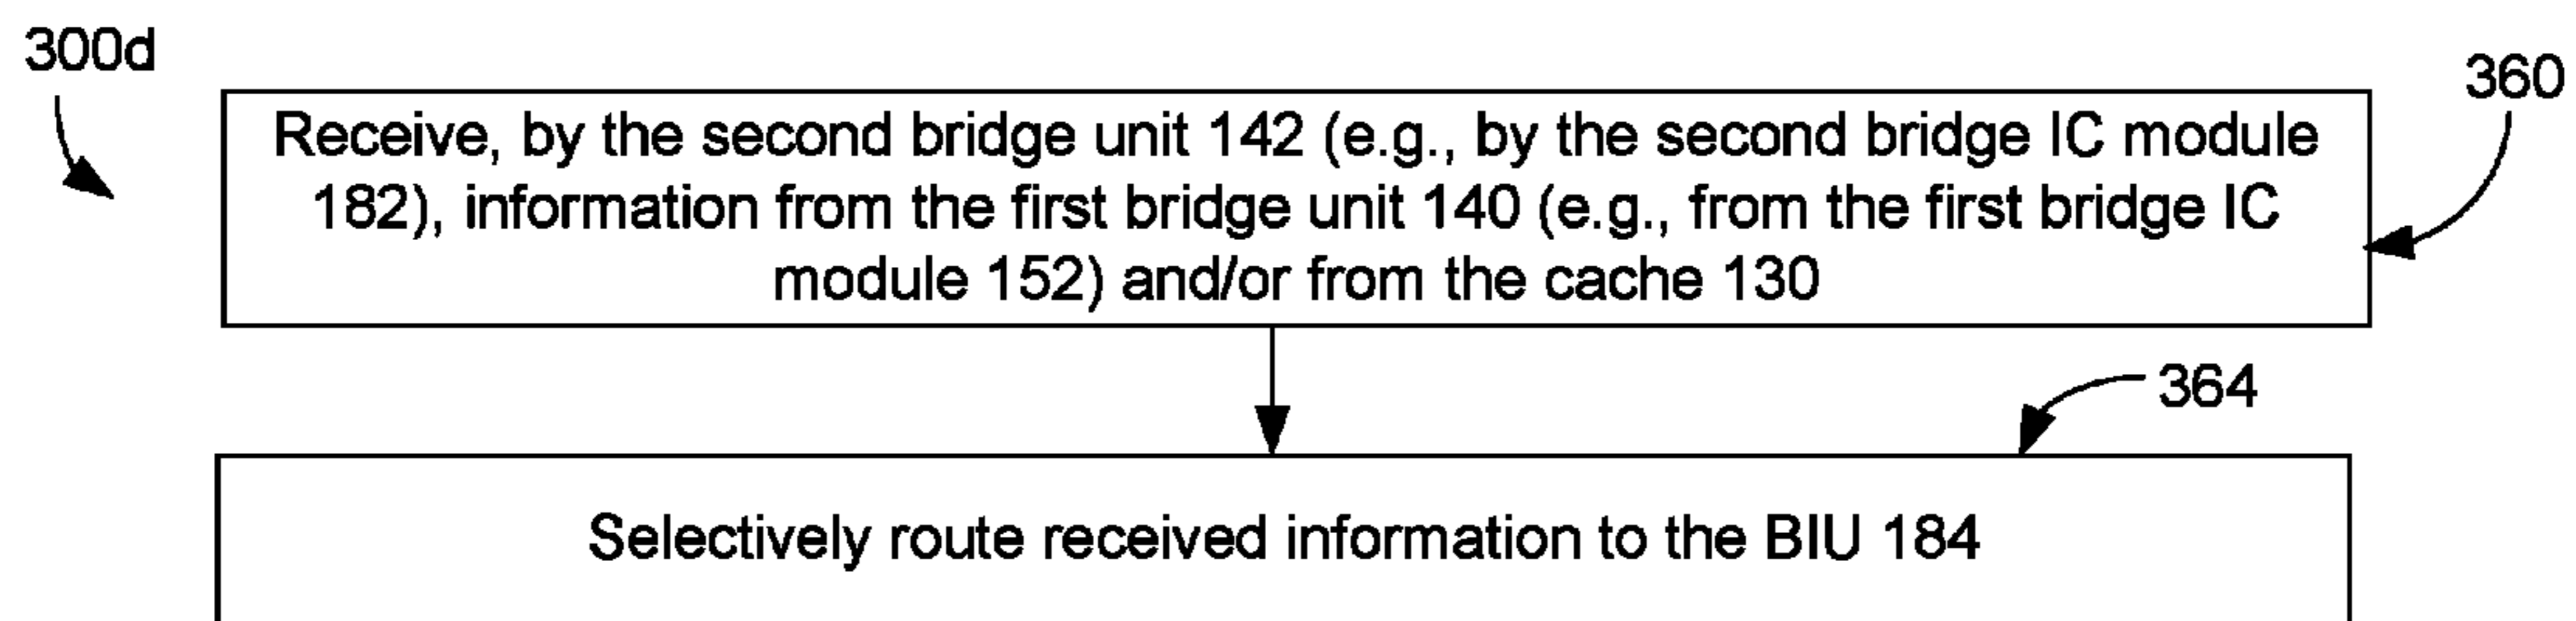 300d
360
Receive, by the second bridge unit 142 (e.g., by the second bridge IC module
182), information from the first bridge unit 140 (e.g., from the first bridge IC
module 152) and/or from the cache 130
364
Selectively route received information to the BIU 184